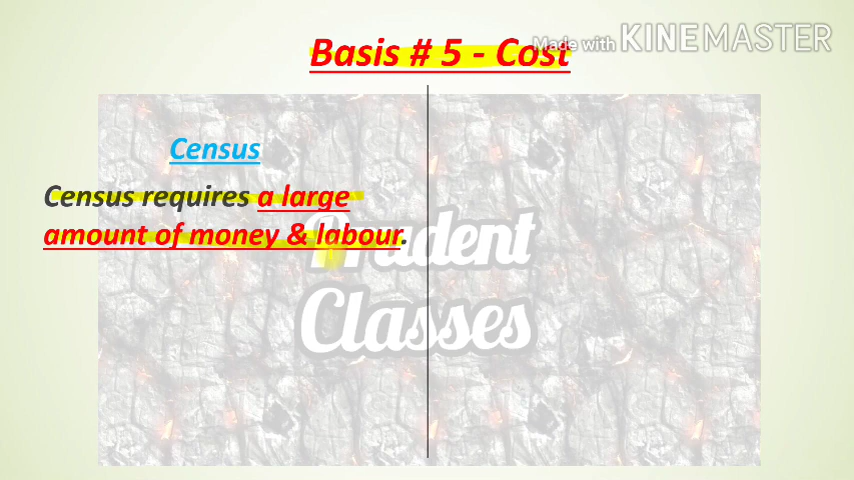 Basis # 5 - Cost
Made with KINEMASTER
Census
Census requires a large
amount of money & labour.
Prudent
Classes